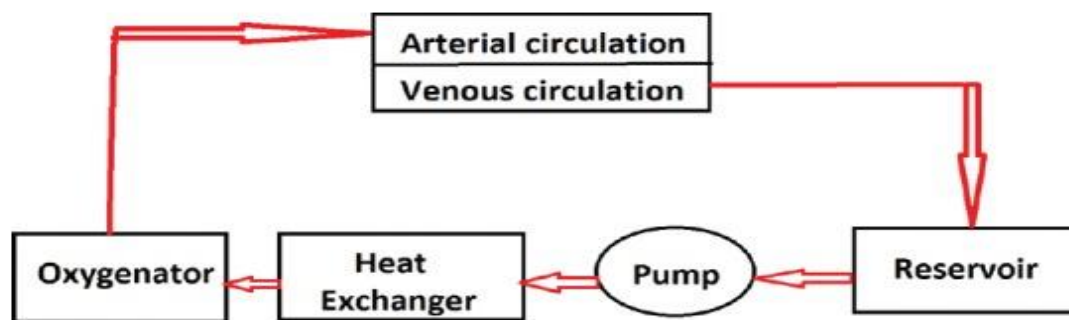 Arterial circulation
Venous circulation
Oxygenator
Heat
Exchanger
Pump
Reservoir